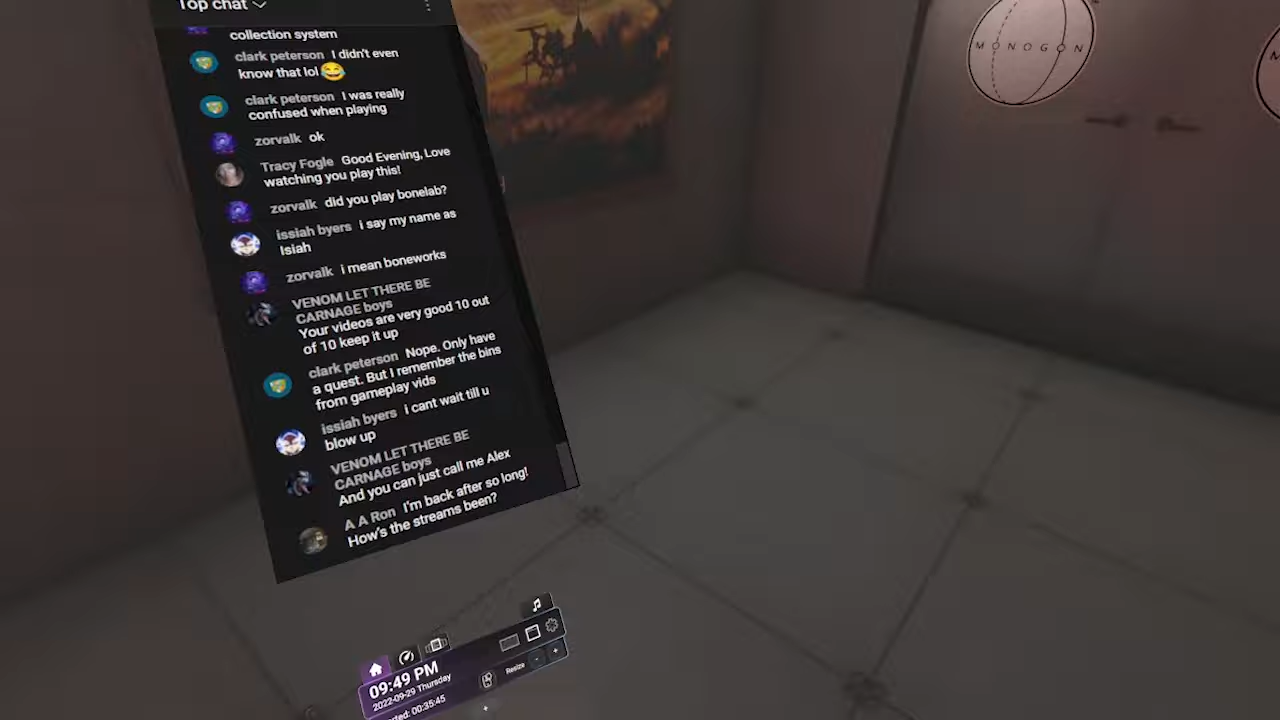 Top chat
collection system
clark peterson I didn't even
know that lol 😂
clark peterson I was really
confused when playing
zorvalk ok
Tracy Fogle Good Evening, Love
watching you play this!
zorvalk did you play bonelab?
issiah byers i say my name as
Isiah
zorvalk i mean boneworks
VENOM LET THERE BE
CARNAGE boys
Your videos are very good 10 out
of 10 keep it up
clark peterson Nope. Only have
a quest. But I remember the bins
from gameplay vids
issiah byers i cant wait till u
blow up
VENOM LET THERE BE
CARNAGE boys
And you can just call me Alex
A A Ron I'm back after so long!
How's the streams been?
MONOGON
M
09:49 PM
2022-09-29 Thursday
Resize - +
rted: 00:35:45